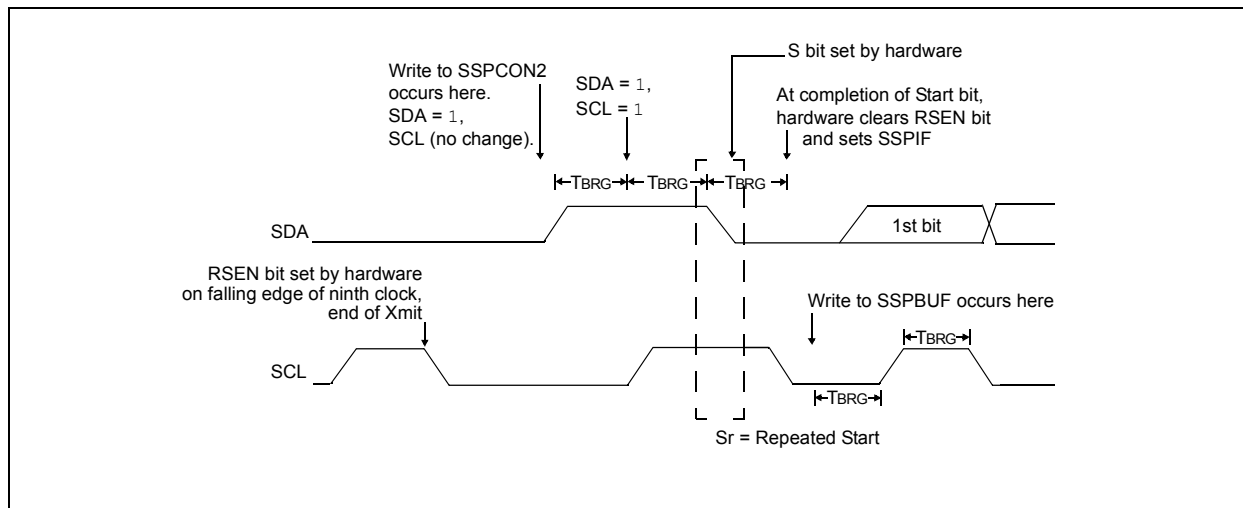 S bit set by hardware
Write to SSPCON2
occurs here.
SDA = 1,
SCL (no change).
SDA = 1,
SCL = 1
At completion of Start bit,
hardware clears RSEN bit
and sets SSPIF
TBRG
TBRG
TBRG
SDA
1st bit
RSEN bit set by hardware
on falling edge of ninth clock,
end of Xmit
Write to SSPBUF occurs here
TBRG
SCL
TBRG
Sr = Repeated Start